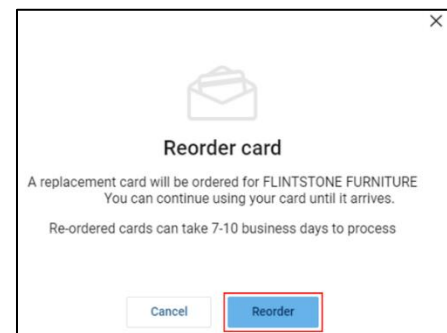 Reorder card
A replacement card will be ordered for FLINTSTONE FURNITURE
You can continue using your card until it arrives.
Re-ordered cards can take 7-10 business days to process
Cancel
Reorder